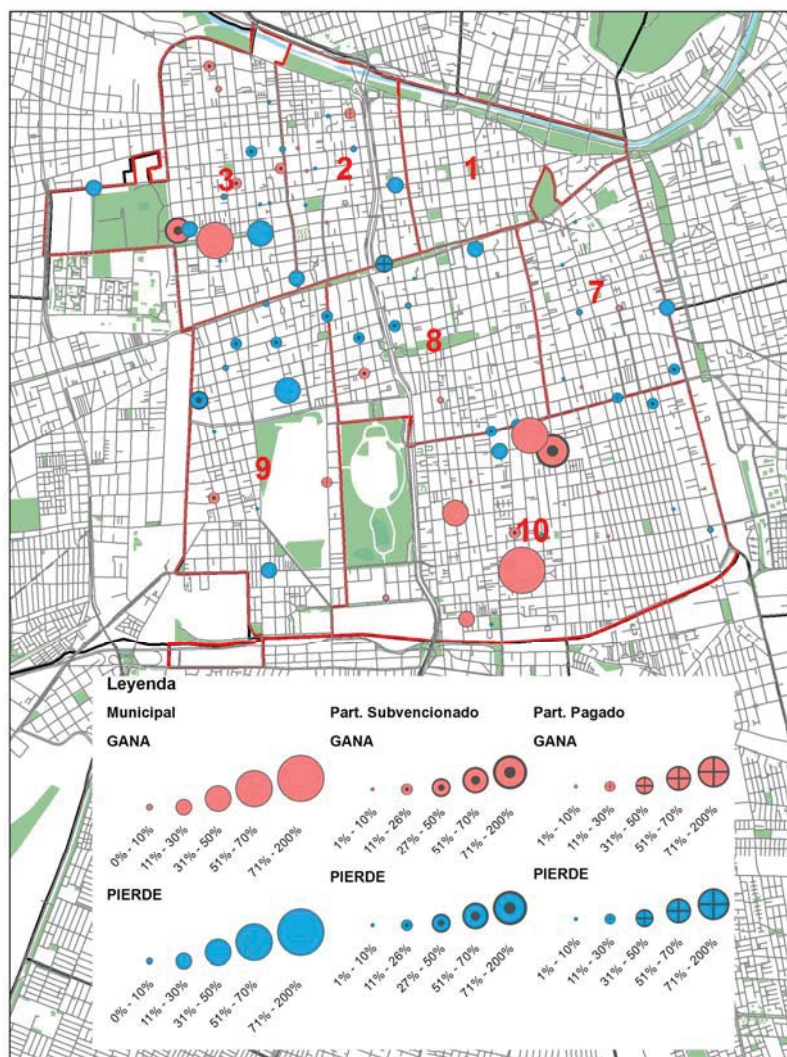 3
2
1
7
8
9
10
Leyenda
Municipal
GANA
0% - 10%
11% - 30%
31% - 50%
51% - 70%
71% - 200%
PIERDE
0% - 10%
11% - 30%
31% - 50%
51% - 70%
71% - 200%
Part. Subvencionado
GANA
1% - 10%
11% - 26%
27% - 50%
51% - 70%
71% - 200%
PIERDE
1% - 10%
11% - 26%
27% - 50%
51% - 70%
71% - 200%
Part. Pagado
GANA
1% - 10%
11% - 30%
31% - 50%
51% - 70%
71% - 200%
PIERDE
1% - 10%
11% - 30%
31% - 50%
51% - 70%
71% - 200%